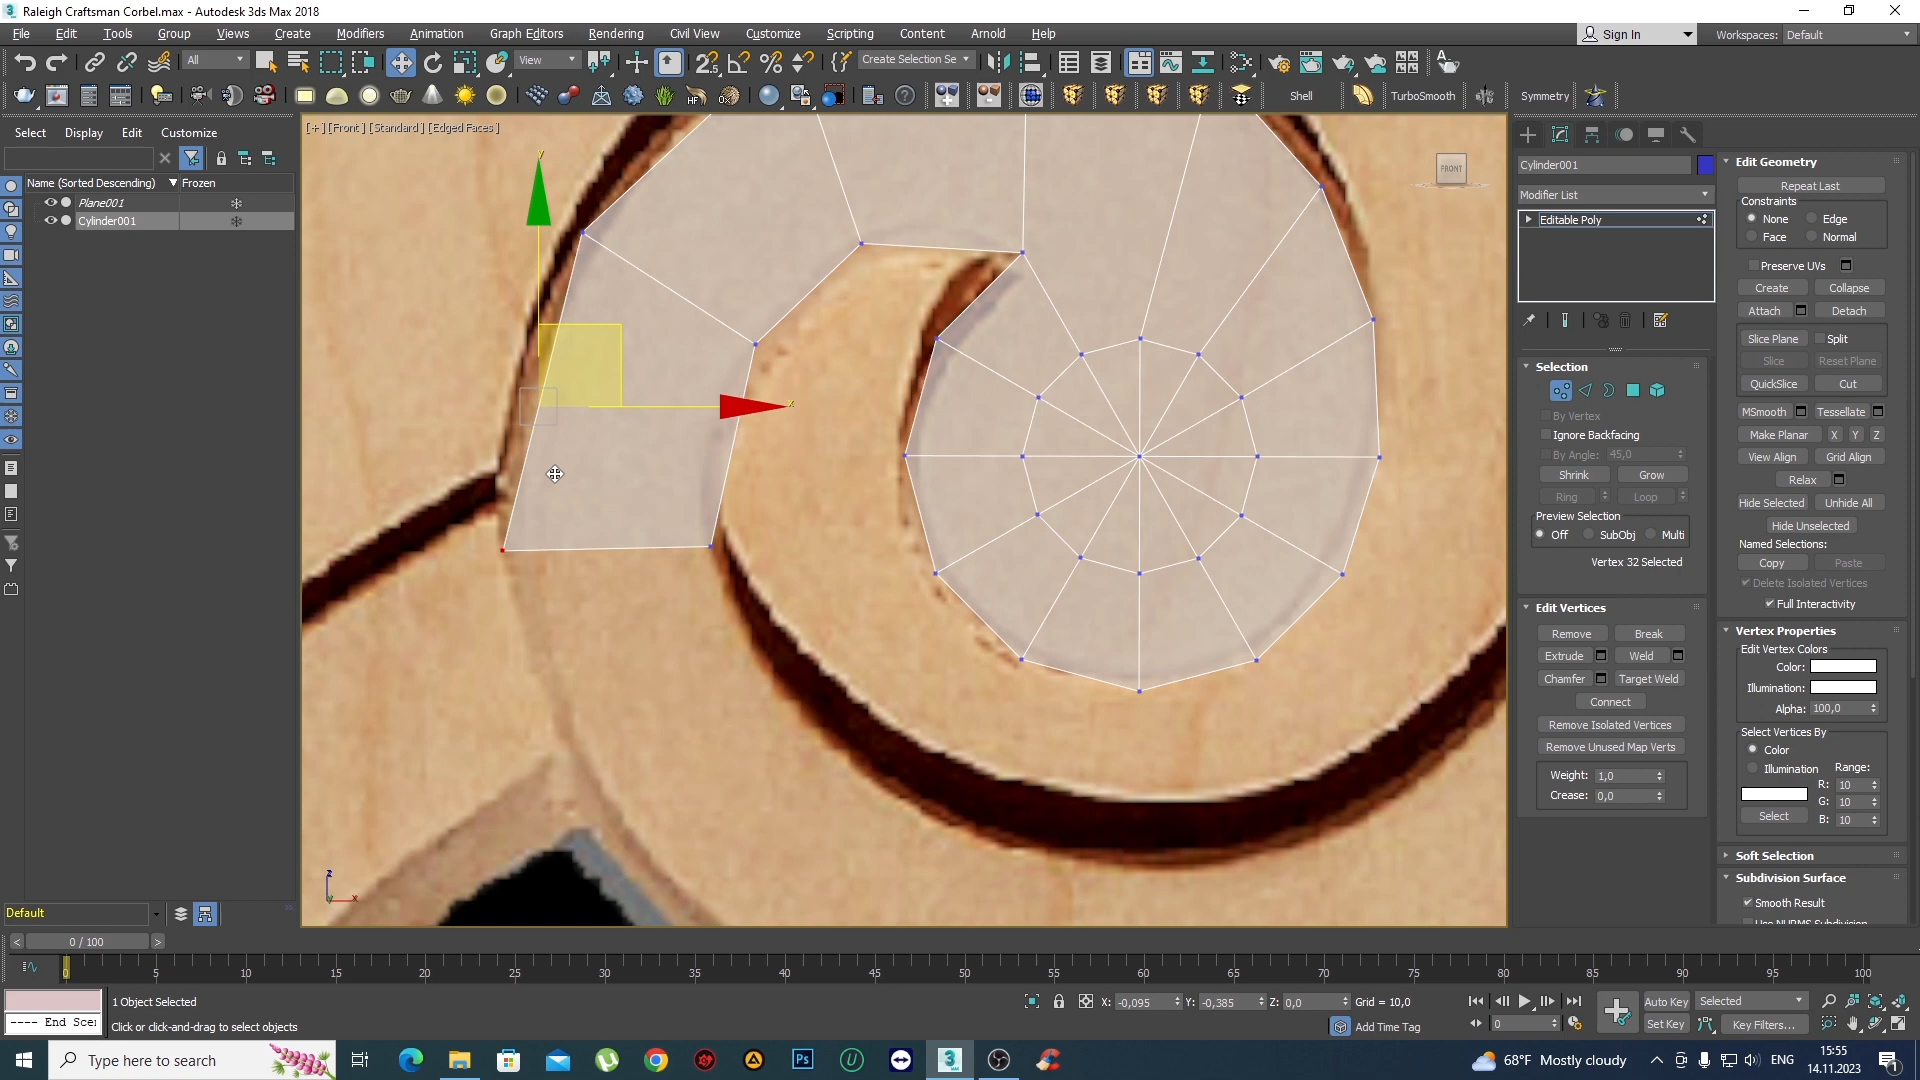 Raleigh Craftsman Corbel.max - Autodesk 3ds Max 2018
File Edit Tools Group Views Create Modifiers Animation Graph Editors Rendering Civil View Customize Scripting Content Arnold Help
Sign In Workspaces: Default
All View Create Selection Se
Shell TurboSmooth Symmetry
Select Display Edit Customize
Name (Sorted Descending) Frozen
Plane001
Cylinder001
[+] [Front] [Standard] [Edged Faces]
FRONT
y
x
z
x
Cylinder001
Modifier List
Editable Poly
Selection
By Vertex
Ignore Backfacing
By Angle: 45,0
Shrink Grow
Ring Loop
Preview Selection
Off SubObj Multi
Vertex 32 Selected
Edit Vertices
Remove Break
Extrude Weld
Chamfer Target Weld
Connect
Remove Isolated Vertices
Remove Unused Map Verts
Weight: 1,0
Crease: 0,0
Edit Geometry
Repeat Last
Constraints
None Edge
Face Normal
Preserve UVs
Create Collapse
Attach Detach
Slice Plane Split
Slice Reset Plane
QuickSlice Cut
MSmooth Tessellate
Make Planar X Y Z
View Align Grid Align
Relax
Hide Selected Unhide All
Hide Unselected
Named Selections:
Copy Paste
Delete Isolated Vertices
Full Interactivity
Vertex Properties
Edit Vertex Colors
Color:
Illumination:
Alpha: 100,0
Select Vertices By
Color
Illumination Range:
R: 10
G: 10
B: 10
Select
Soft Selection
Subdivision Surface
Smooth Result
Use NURMS Subdivision
Default
< 0 / 100 >
0 5 10 15 20 25 30 35 40 45 50 55 60 65 70 75 80 85 90 95 100
1 Object Selected
X: -0,095 Y: -0,385 Z: 0,0 Grid = 10,0
Auto Key Selected
---- End Scer
Click or click-and-drag to select objects
Add Time Tag
0
Set Key Key Filters...
Type here to search
Ps
U
3
MAX
68°F Mostly cloudy
ENG
15:55
14.11.2023
1